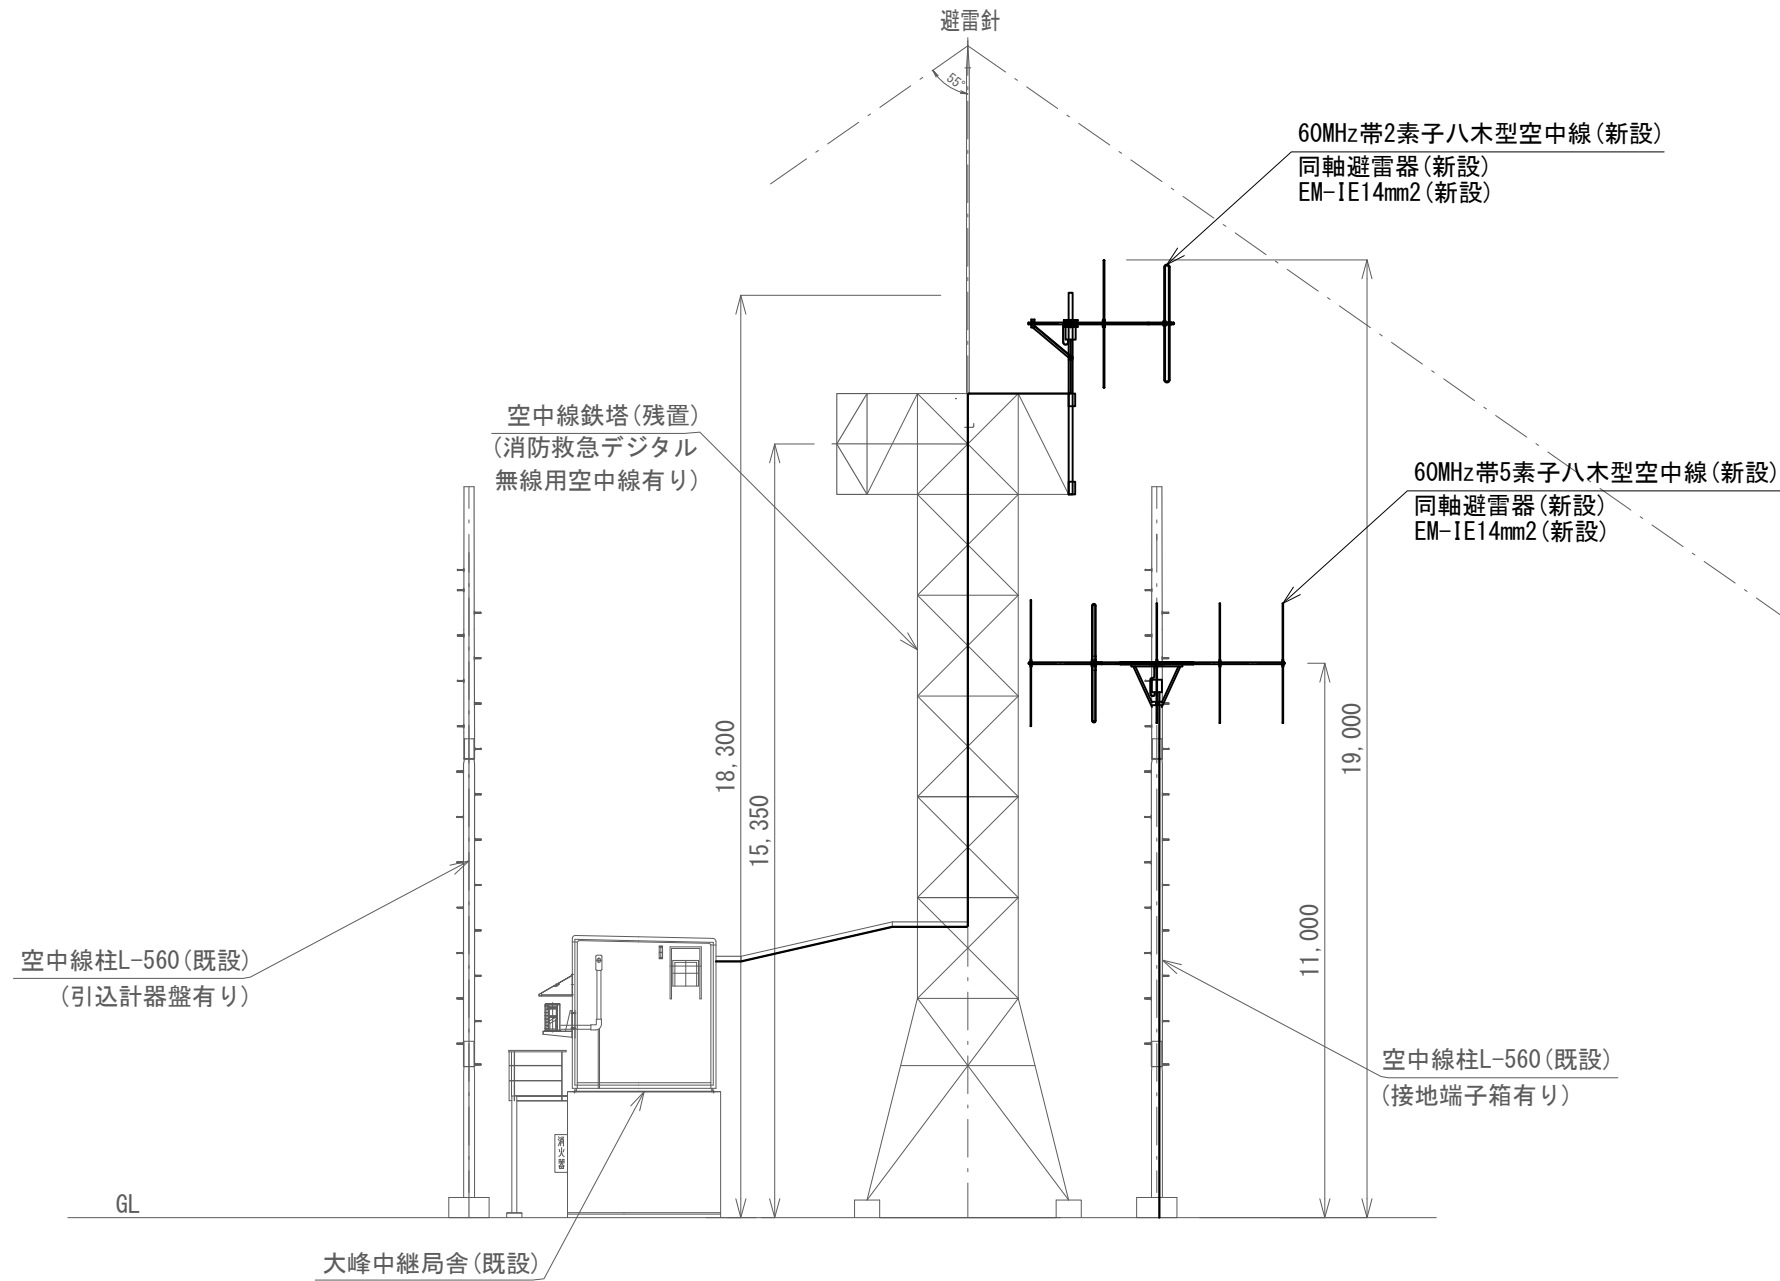 避雷針
55°
60MHz帯2素子八木型空中線(新設)
同軸避雷器(新設)
EM-IE14mm2(新設)
空中線鉄塔(残置)
(消防救急デジタル
無線用空中線有り)
60MHz帯5素子八木型空中線(新設)
同軸避雷器(新設)
EM-IE14mm2(新設)
18,300
15,350
19,000
11,000
空中線柱L-560(既設)
(引込計器盤有り)
空中線柱L-560(既設)
(接地端子箱有り)
消火器
GL
大峰中継局舎(既設)